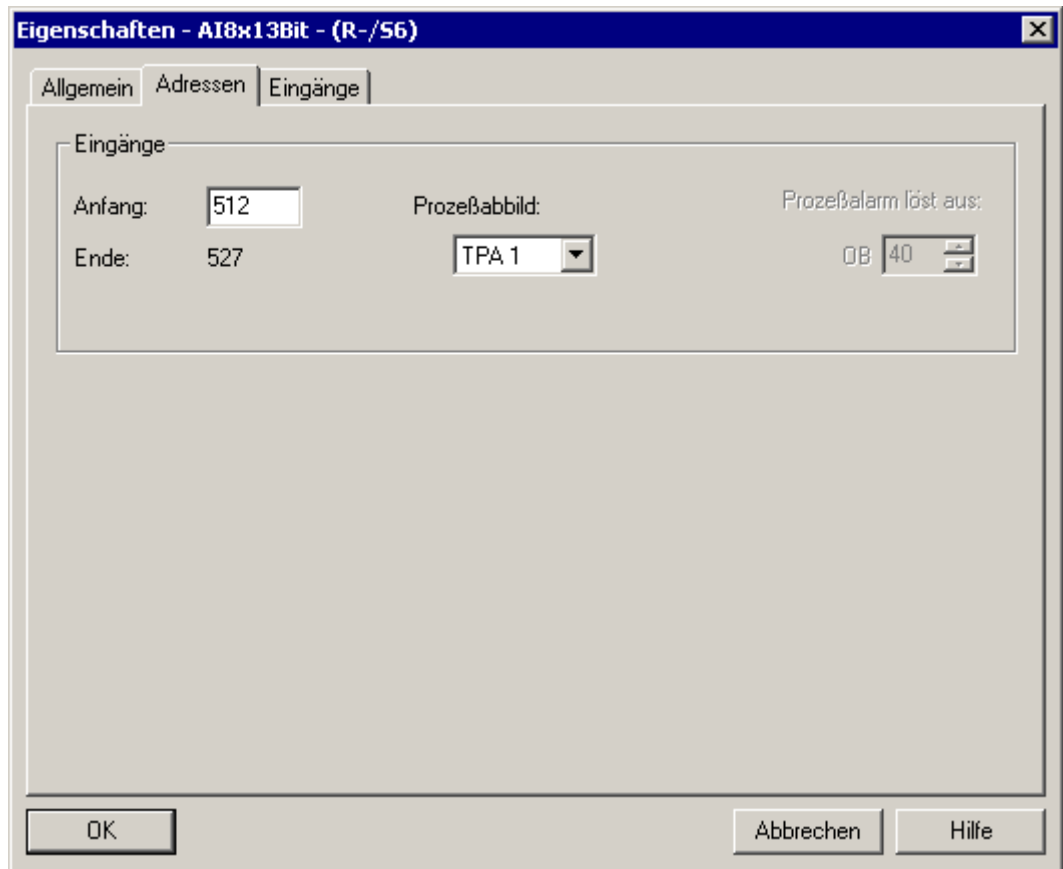 Eigenschaften - AI8x13Bit - (R-/S6)
Allgemein Adressen Eingänge
Eingänge
Anfang: 512 Prozeßabbild: Prozeßalarm löst aus:
Ende: 527 TPA 1 OB 40
OK Abbrechen Hilfe